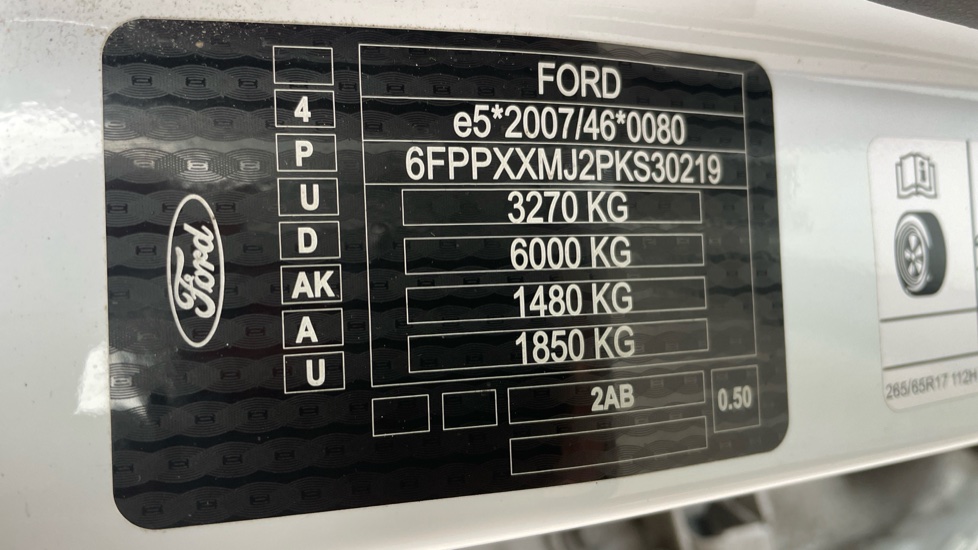 FORD
e5*2007/46*0080
6FPPXXMJ2PKS30219
3270 KG
6000 KG
1480 KG
1850 KG
2AB
0.50
4
P
U
D
AK
A
U
Ford
265/65R17 112H